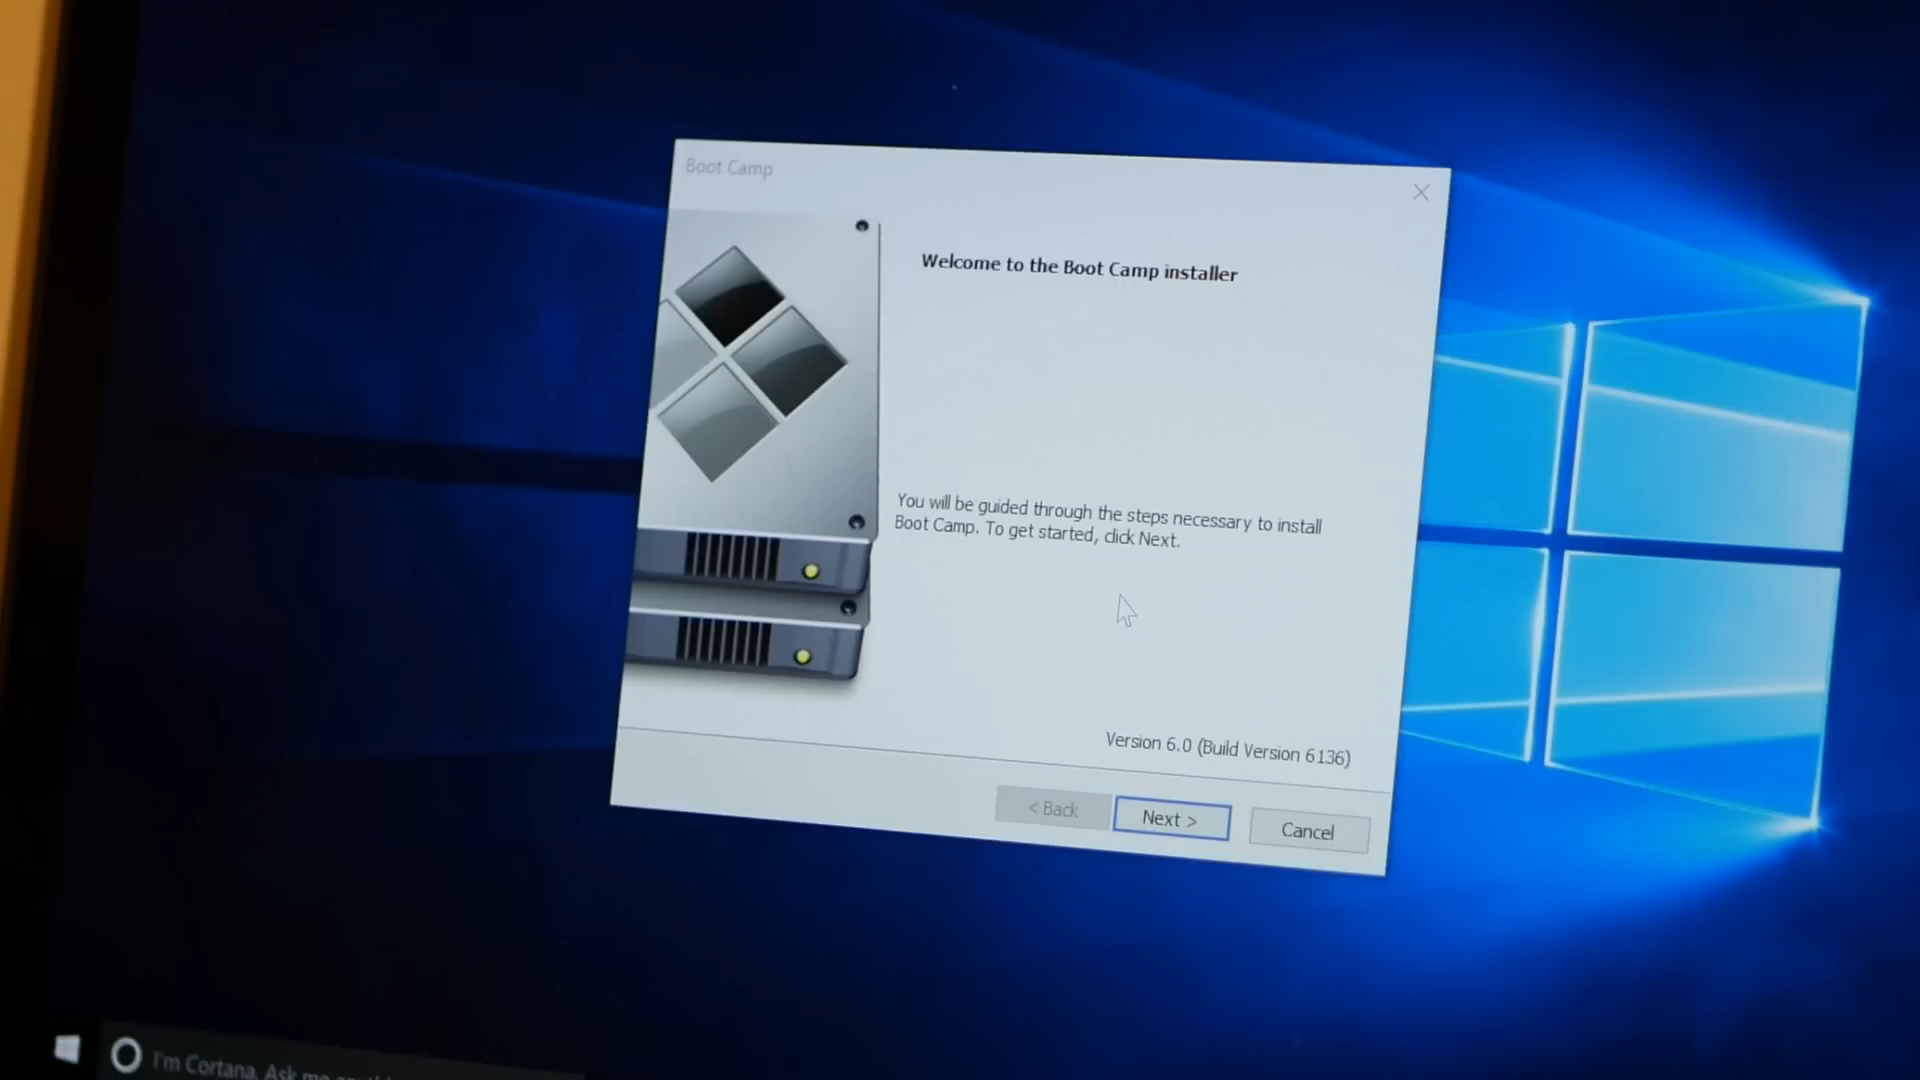 Boot Camp
Welcome to the Boot Camp installer
You will be guided through the steps necessary to install
Boot Camp. To get started, click Next.
Version 6.0 (Build Version 6136)
< Back
Next >
Cancel
I'm Cortana. Ask me